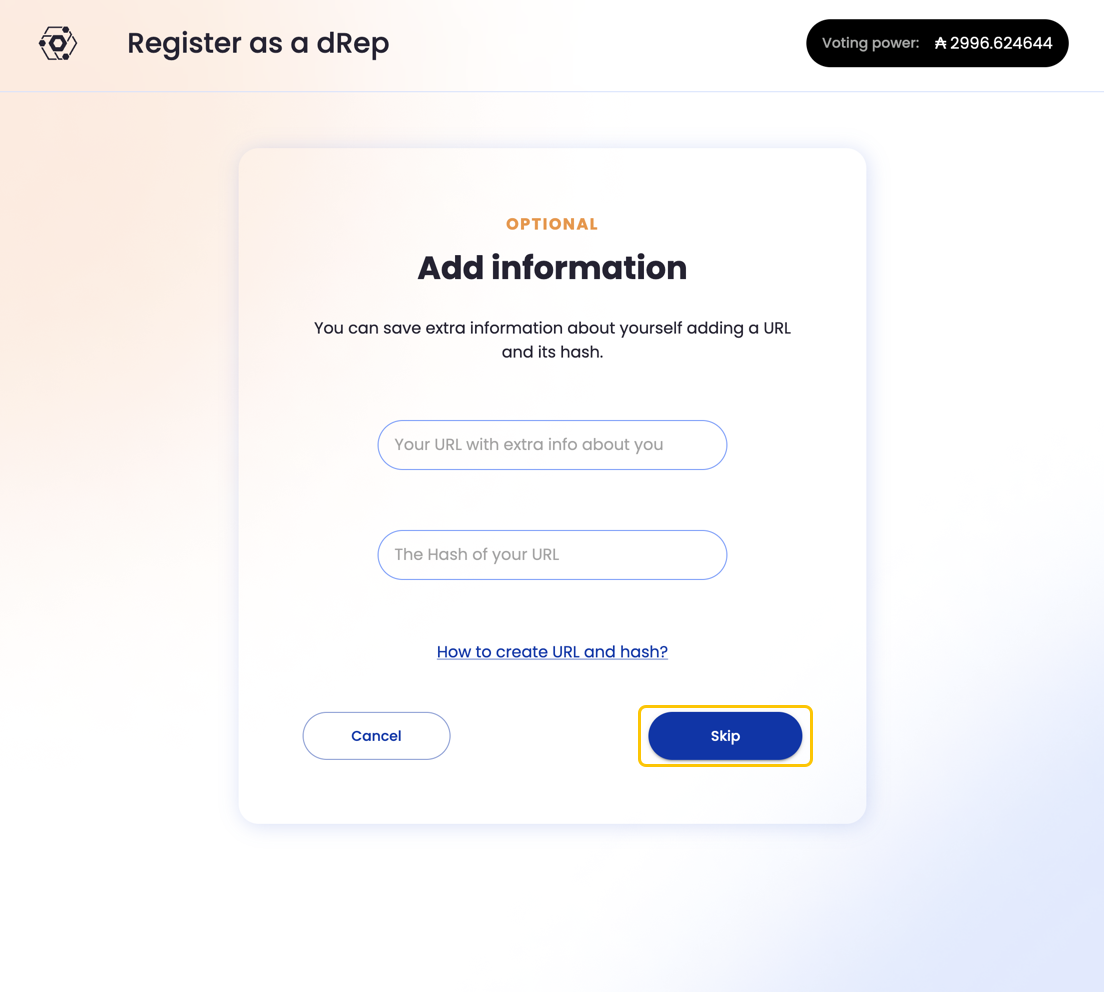 Register as a dRep
Voting power: ₳ 2996.624644
OPTIONAL
Add information
You can save extra information about yourself adding a URL
and its hash.
Your URL with extra info about you
The Hash of your URL
How to create URL and hash?
Cancel
Skip